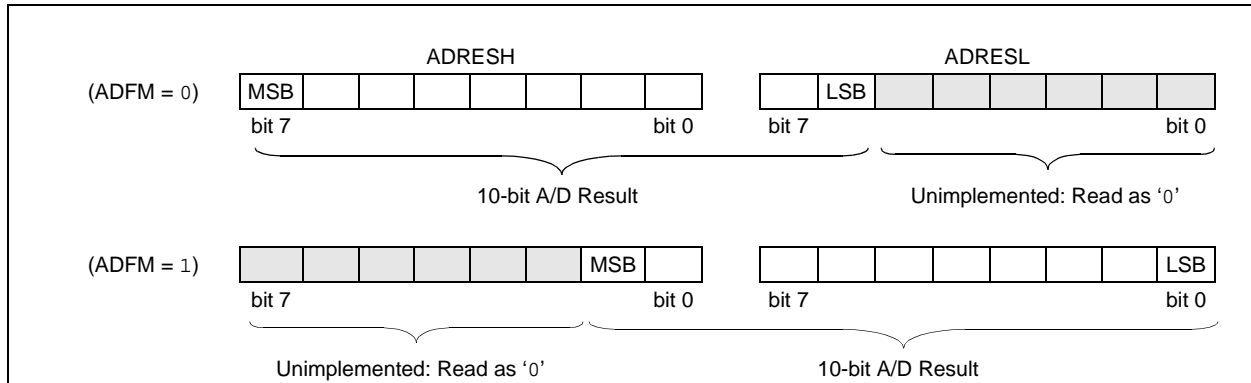 ADRESH ADRESL
(ADFM = 0) MSB LSB
bit 7 bit 0 bit 7 bit 0
10-bit A/D Result Unimplemented: Read as ‘0’
(ADFM = 1) MSB LSB
bit 7 bit 0 bit 7 bit 0
Unimplemented: Read as ‘0’ 10-bit A/D Result